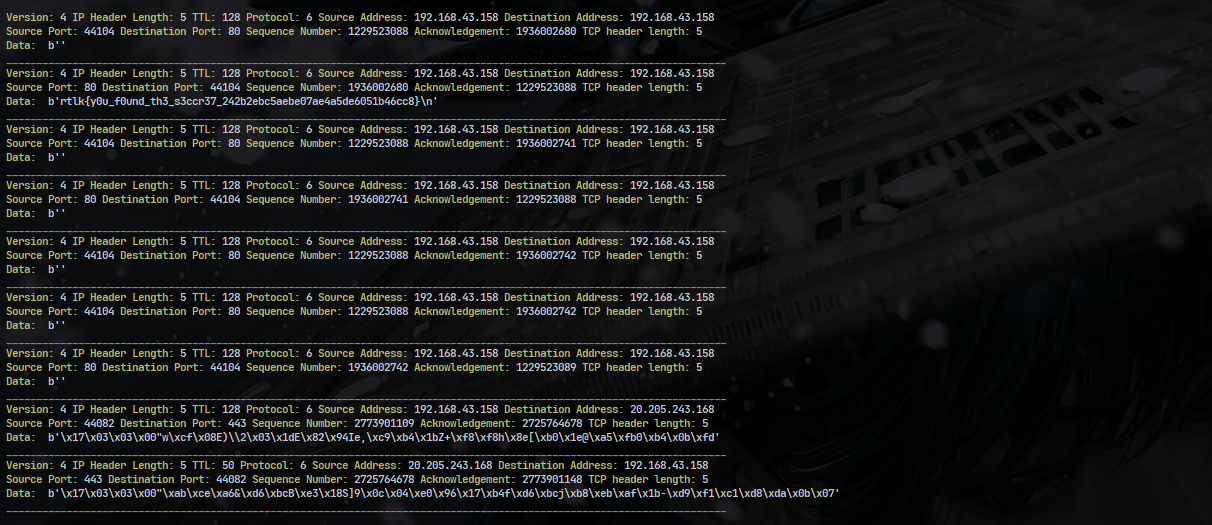 Version: 4 IP Header Length: 5 TTL: 128 Protocol: 6 Source Address: 192.168.43.158 Destination Address: 192.168.43.158
Source Port: 44104 Destination Port: 80 Sequence Number: 1229523088 Acknowledgement: 1936002680 TCP header length: 5
Data:  b''
________________________________________________________________________________________________________________________
Version: 4 IP Header Length: 5 TTL: 128 Protocol: 6 Source Address: 192.168.43.158 Destination Address: 192.168.43.158
Source Port: 80 Destination Port: 44104 Sequence Number: 1936002680 Acknowledgement: 1229523088 TCP header length: 5
Data:  b'rtlk{y0u_f0und_th3_s3ccr37_242b2ebc5aebe07ae4a5de6051b46cc8}\n'
________________________________________________________________________________________________________________________
Version: 4 IP Header Length: 5 TTL: 128 Protocol: 6 Source Address: 192.168.43.158 Destination Address: 192.168.43.158
Source Port: 44104 Destination Port: 80 Sequence Number: 1229523088 Acknowledgement: 1936002741 TCP header length: 5
Data:  b''
________________________________________________________________________________________________________________________
Version: 4 IP Header Length: 5 TTL: 128 Protocol: 6 Source Address: 192.168.43.158 Destination Address: 192.168.43.158
Source Port: 80 Destination Port: 44104 Sequence Number: 1936002741 Acknowledgement: 1229523088 TCP header length: 5
Data:  b''
________________________________________________________________________________________________________________________
Version: 4 IP Header Length: 5 TTL: 128 Protocol: 6 Source Address: 192.168.43.158 Destination Address: 192.168.43.158
Source Port: 44104 Destination Port: 80 Sequence Number: 1229523088 Acknowledgement: 1936002742 TCP header length: 5
Data:  b''
________________________________________________________________________________________________________________________
Version: 4 IP Header Length: 5 TTL: 128 Protocol: 6 Source Address: 192.168.43.158 Destination Address: 192.168.43.158
Source Port: 44104 Destination Port: 80 Sequence Number: 1229523088 Acknowledgement: 1936002742 TCP header length: 5
Data:  b''
________________________________________________________________________________________________________________________
Version: 4 IP Header Length: 5 TTL: 128 Protocol: 6 Source Address: 192.168.43.158 Destination Address: 192.168.43.158
Source Port: 80 Destination Port: 44104 Sequence Number: 1936002742 Acknowledgement: 1229523089 TCP header length: 5
Data:  b''
________________________________________________________________________________________________________________________
Version: 4 IP Header Length: 5 TTL: 128 Protocol: 6 Source Address: 192.168.43.158 Destination Address: 20.205.243.168
Source Port: 44082 Destination Port: 443 Sequence Number: 2773901109 Acknowledgement: 2725764678 TCP header length: 5
Data:  b'\x17\x03\x03\x00"w\xcf\x08E)\\2\x03\x1dE\x82\x94Ie,\xc9\xb4\x1bZ+\xf8\xf8h\x8e[\xb0\x1e@\xa5\xfb0\xb4\x0b\xfd'
________________________________________________________________________________________________________________________
Version: 4 IP Header Length: 5 TTL: 50 Protocol: 6 Source Address: 20.205.243.168 Destination Address: 192.168.43.158
Source Port: 443 Destination Port: 44082 Sequence Number: 2725764678 Acknowledgement: 2773901148 TCP header length: 5
Data:  b'\x17\x03\x03\x00"\xab\xce\xa6&\xd6\xbcB\xe3\x18S]9\x0c\x04\xe0\x96\x17\xb4f\xd6\xbcj\xb8\xeb\xaf\x1b-\xd9\xf1\xc1\xd8\xda\x0b\x07'
________________________________________________________________________________________________________________________